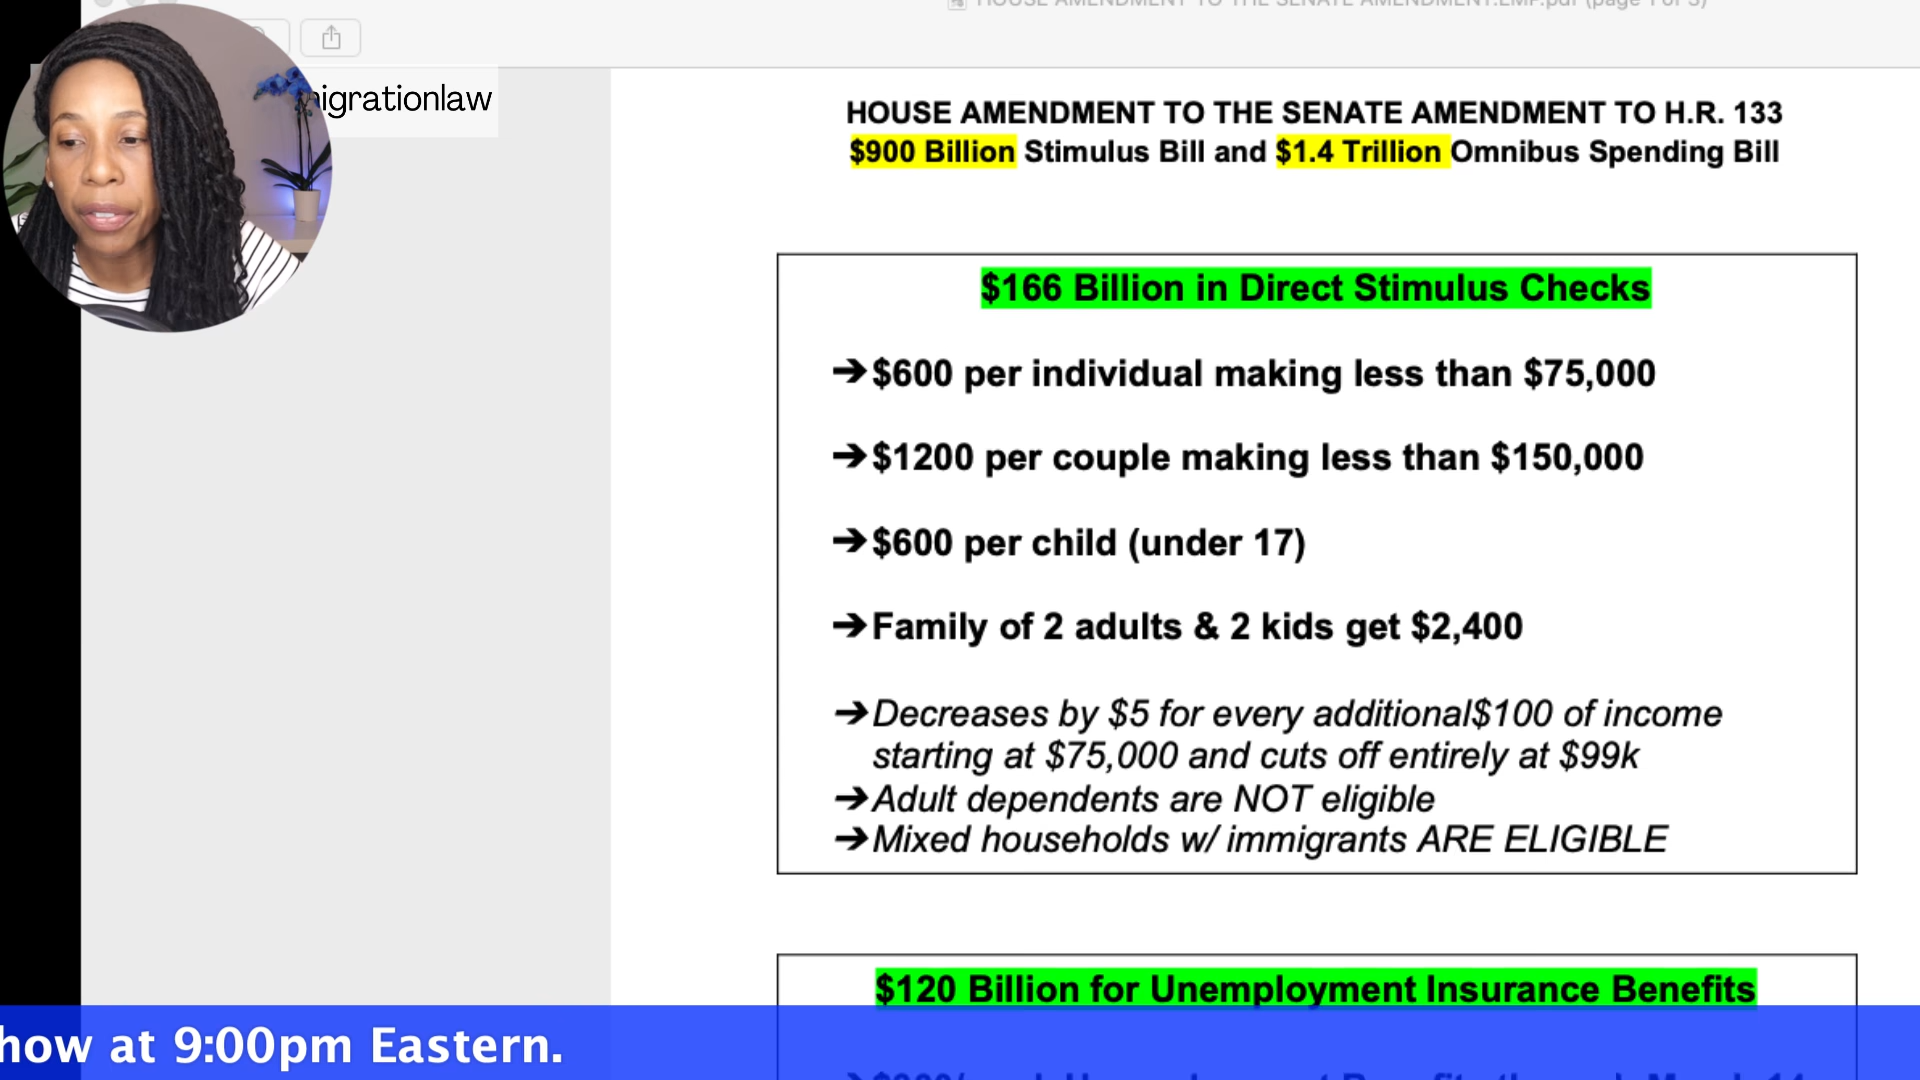 HOUSE AMENDMENT TO THE SENATE AMENDMENT TO H.R. 133
$900 Billion Stimulus Bill and $1.4 Trillion Omnibus Spending Bill
igrationlaw
$166 Billion in Direct Stimulus Checks
➔$600 per individual making less than $75,000
➔$1200 per couple making less than $150,000
➔$600 per child (under 17)
➔Family of 2 adults & 2 kids get $2,400
➔Decreases by $5 for every additional$100 of income
starting at $75,000 and cuts off entirely at $99k
➔Adult dependents are NOT eligible
➔Mixed households w/ immigrants ARE ELIGIBLE
$120 Billion for Unemployment Insurance Benefits
how at 9:00pm Eastern.